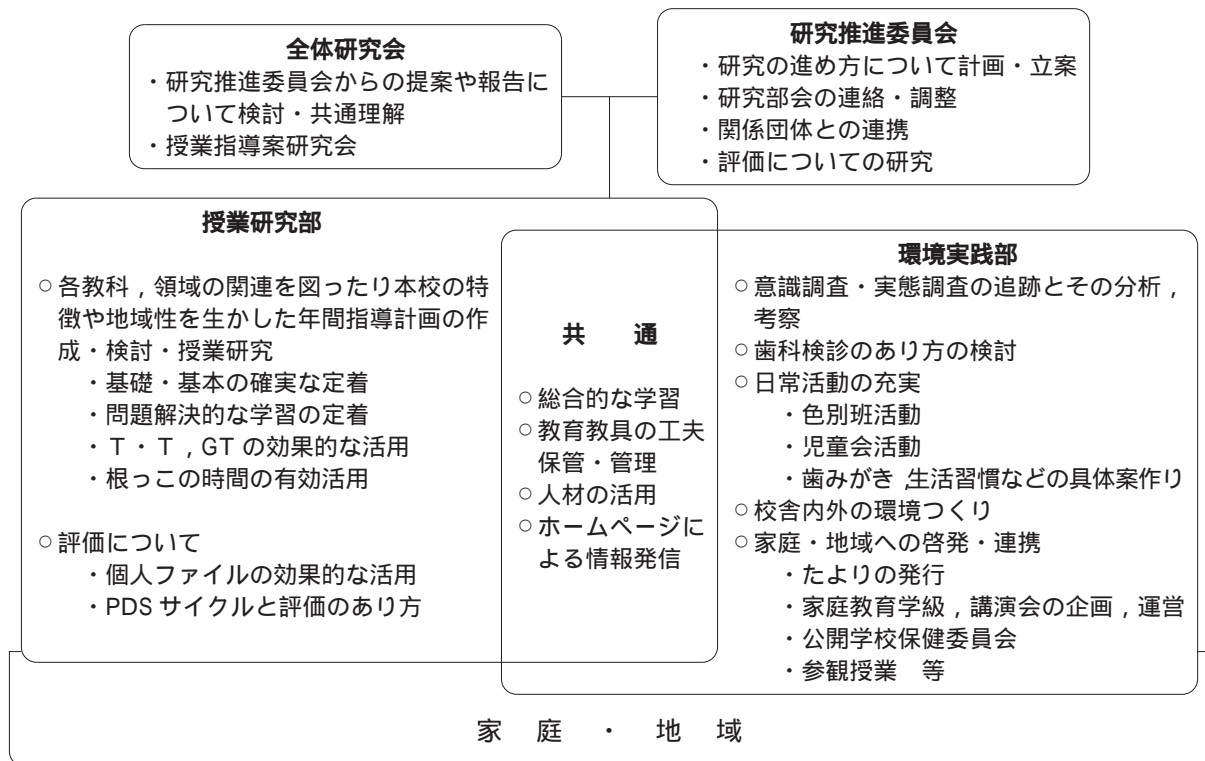 全体研究会
・研究推進委員会からの提案や報告に
ついて検討・共通理解
・授業指導案研究会
研究推進委員会
・研究の進め方について計画・立案
・研究部会の連絡・調整
・関係団体との連携
・評価についての研究
授業研究部
○各教科，領域の関連を図ったり本校の特
徴や地域性を生かした年間指導計画の作
成・検討・授業研究
・基礎・基本の確実な定着
・問題解決的な学習の定着
・Ｔ・Ｔ，GTの効果的な活用
・根っこの時間の有効活用
○評価について
・個人ファイルの効果的な活用
・PDSサイクルと評価のあり方
共　通
○総合的な学習
○教育教具の工夫
保管・管理
○人材の活用
○ホームページに
よる情報発信
環境実践部
○意識調査・実態調査の追跡とその分析，
考察
○歯科検診のあり方の検討
○日常活動の充実
・色別班活動
・児童会活動
・歯みがき，生活習慣などの具体案作り
○校舎内外の環境つくり
○家庭・地域への啓発・連携
・たよりの発行
・家庭教育学級，講演会の企画，運営
・公開学校保健委員会
・参観授業　等
家　庭　・　地　域